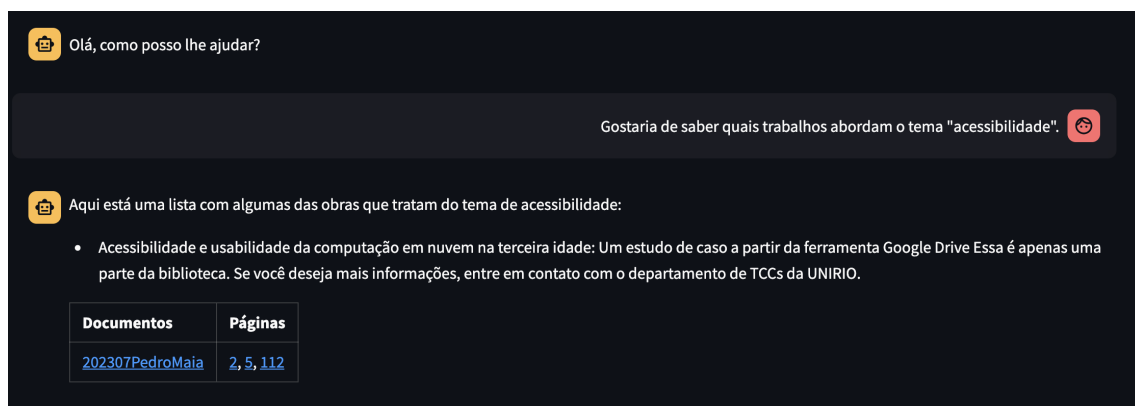 Olá, como posso lhe ajudar?
Gostaria de saber quais trabalhos abordam o tema "acessibilidade".
Aqui está uma lista com algumas das obras que tratam do tema de acessibilidade:
• Acessibilidade e usabilidade da computação em nuvem na terceira idade: Um estudo de caso a partir da ferramenta Google Drive Essa é apenas uma
parte da biblioteca. Se você deseja mais informações, entre em contato com o departamento de TCCs da UNIRIO.
Documentos Páginas
202307PedroMaia 2, 5, 112